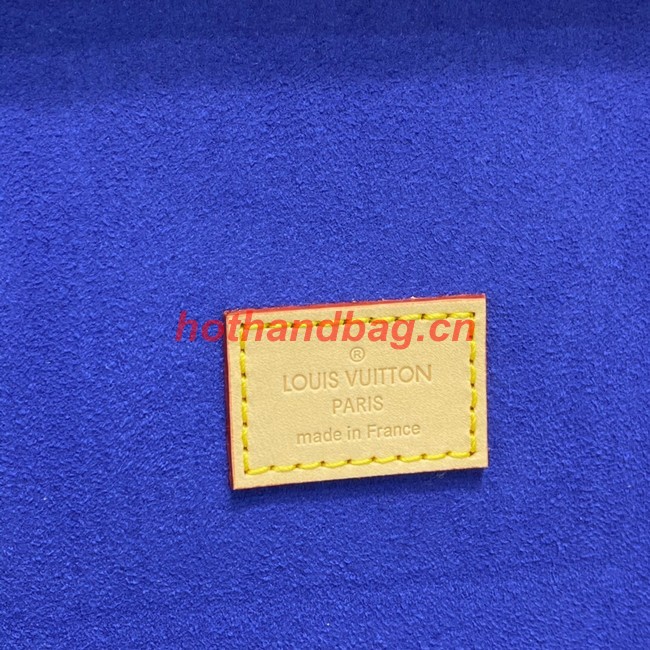 hothandbag.cn
®
LOUIS VUITTON
PARIS
made in France